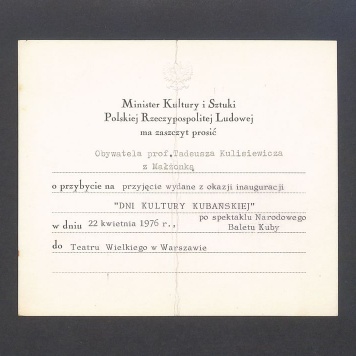 Minister Kultury i Sztuki
Polskiej Rzeczypospolitej Ludowej
ma zaszczyt prosić
Obywatela prof. Tadeusza Kulisiewicza
z Małżonką
o przybycie na przyjęcie wydane z okazji inauguracji
"DNI KULTURY KUBAŃSKIEJ"
w dniu 22 kwietnia 1976 r., po spektaklu Narodowego Baletu Kuby
do Teatru Wielkiego w Warszawie